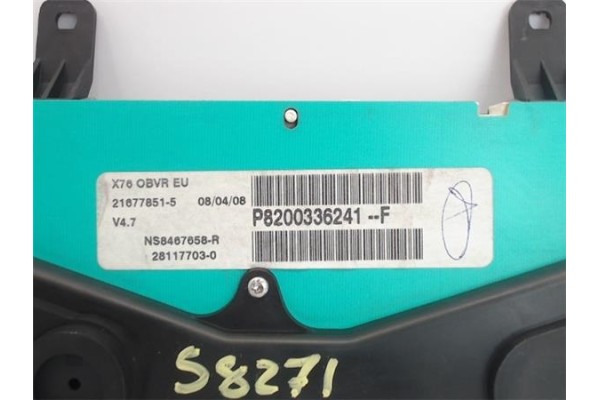 X76 OBVR EU
21677851-5 08/04/08
V4.7
P8200336241--F
NS8467658-R
28117703-0
S8271